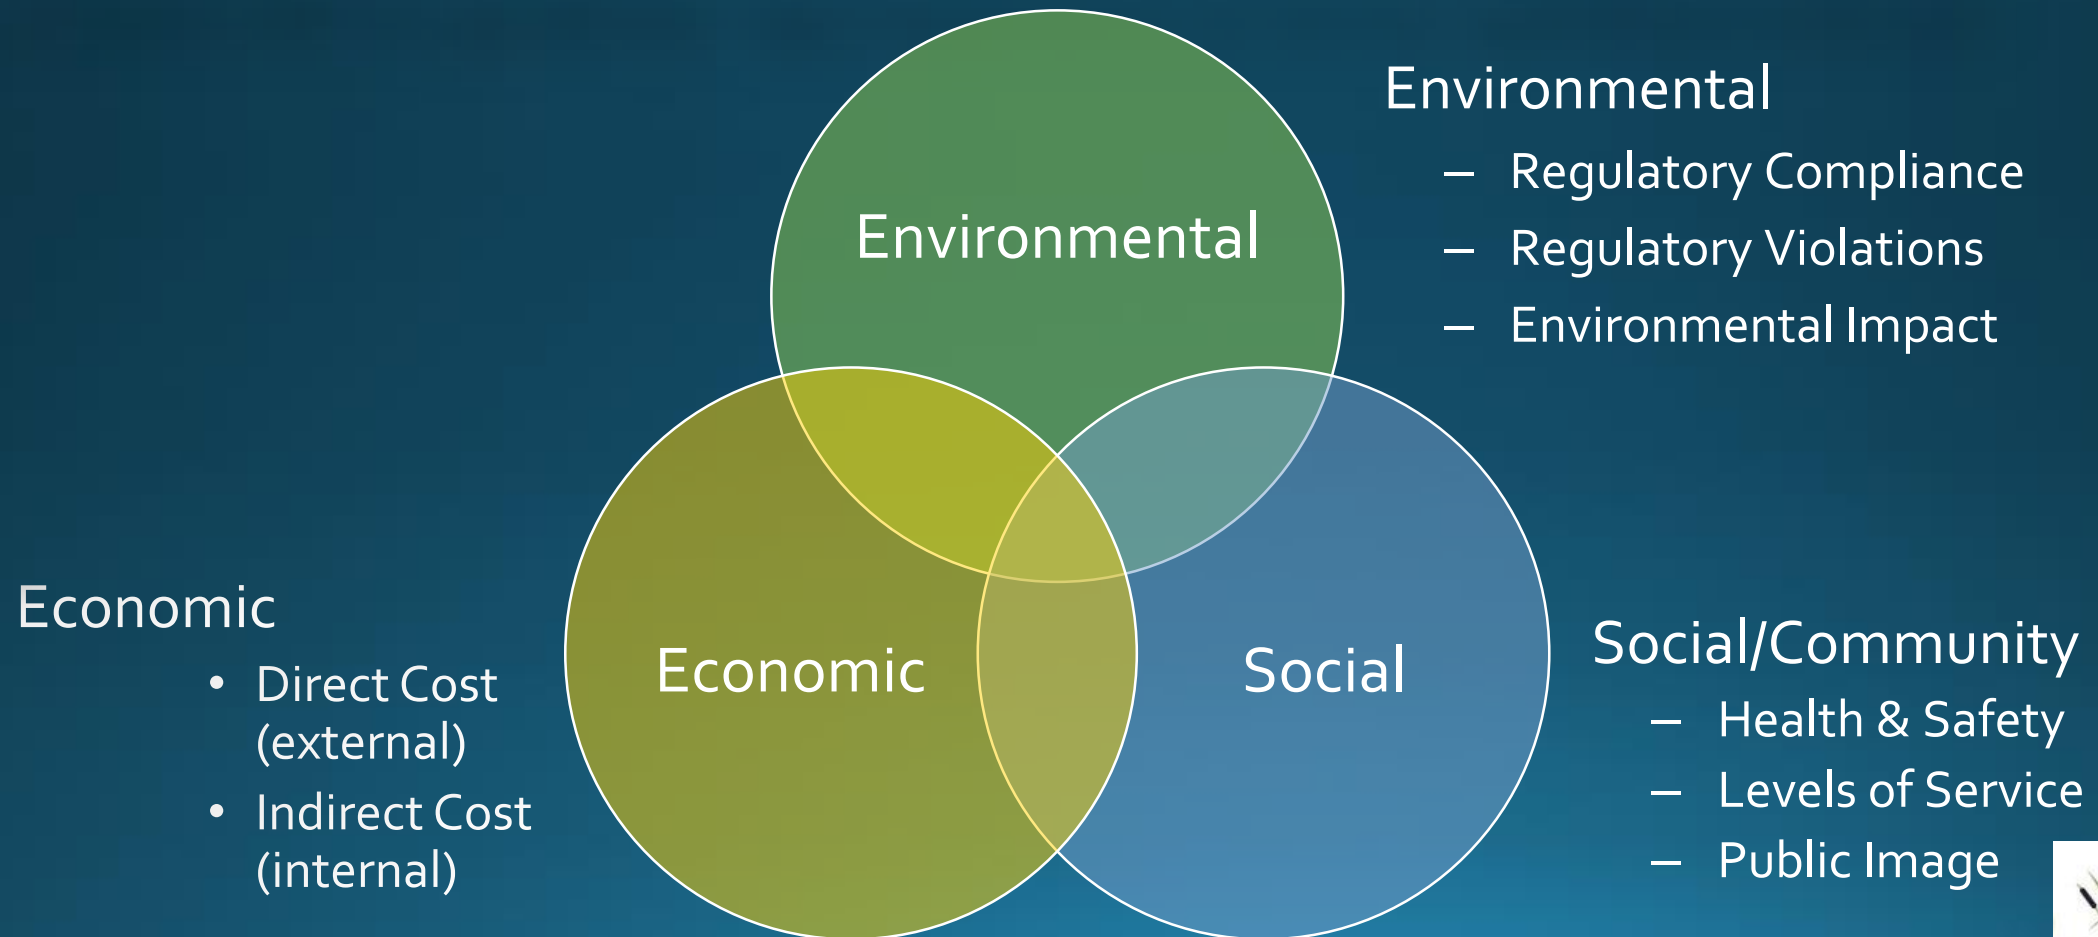 Environmental
Environmental
– Regulatory Compliance
– Regulatory Violations
– Environmental Impact
Economic
• Direct Cost
(external)
• Indirect Cost
(internal)
Economic
Social
Social/Community
– Health & Safety
– Levels of Service
– Public Image